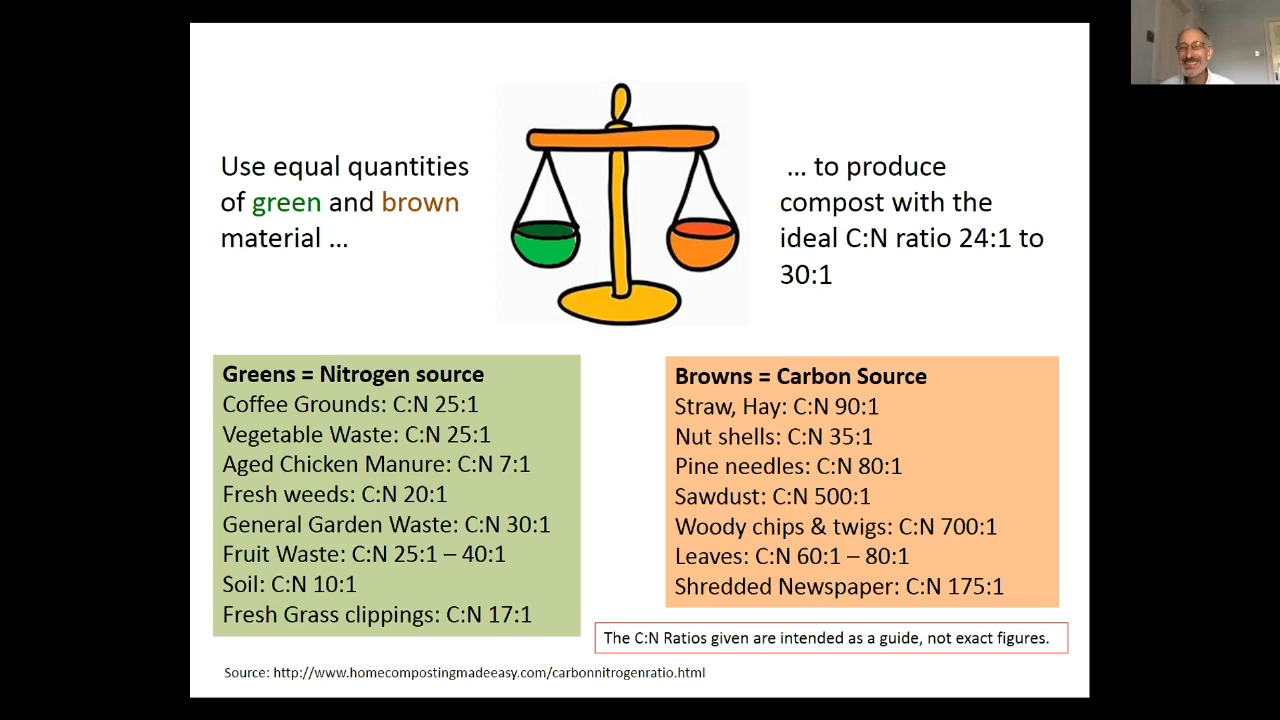 Use equal quantities
of green and brown
material ...
... to produce
compost with the
ideal C:N ratio 24:1 to
30:1
Greens = Nitrogen source
Coffee Grounds: C:N 25:1
Vegetable Waste: C:N 25:1
Aged Chicken Manure: C:N 7:1
Fresh weeds: C:N 20:1
General Garden Waste: C:N 30:1
Fruit Waste: C:N 25:1 – 40:1
Soil: C:N 10:1
Fresh Grass clippings: C:N 17:1
Browns = Carbon Source
Straw, Hay: C:N 90:1
Nut shells: C:N 35:1
Pine needles: C:N 80:1
Sawdust: C:N 500:1
Woody chips & twigs: C:N 700:1
Leaves: C:N 60:1 – 80:1
Shredded Newspaper: C:N 175:1
The C:N Ratios given are intended as a guide, not exact figures.
Source: http://www.homecompostingmadeeasy.com/carbonnitrogenratio.html